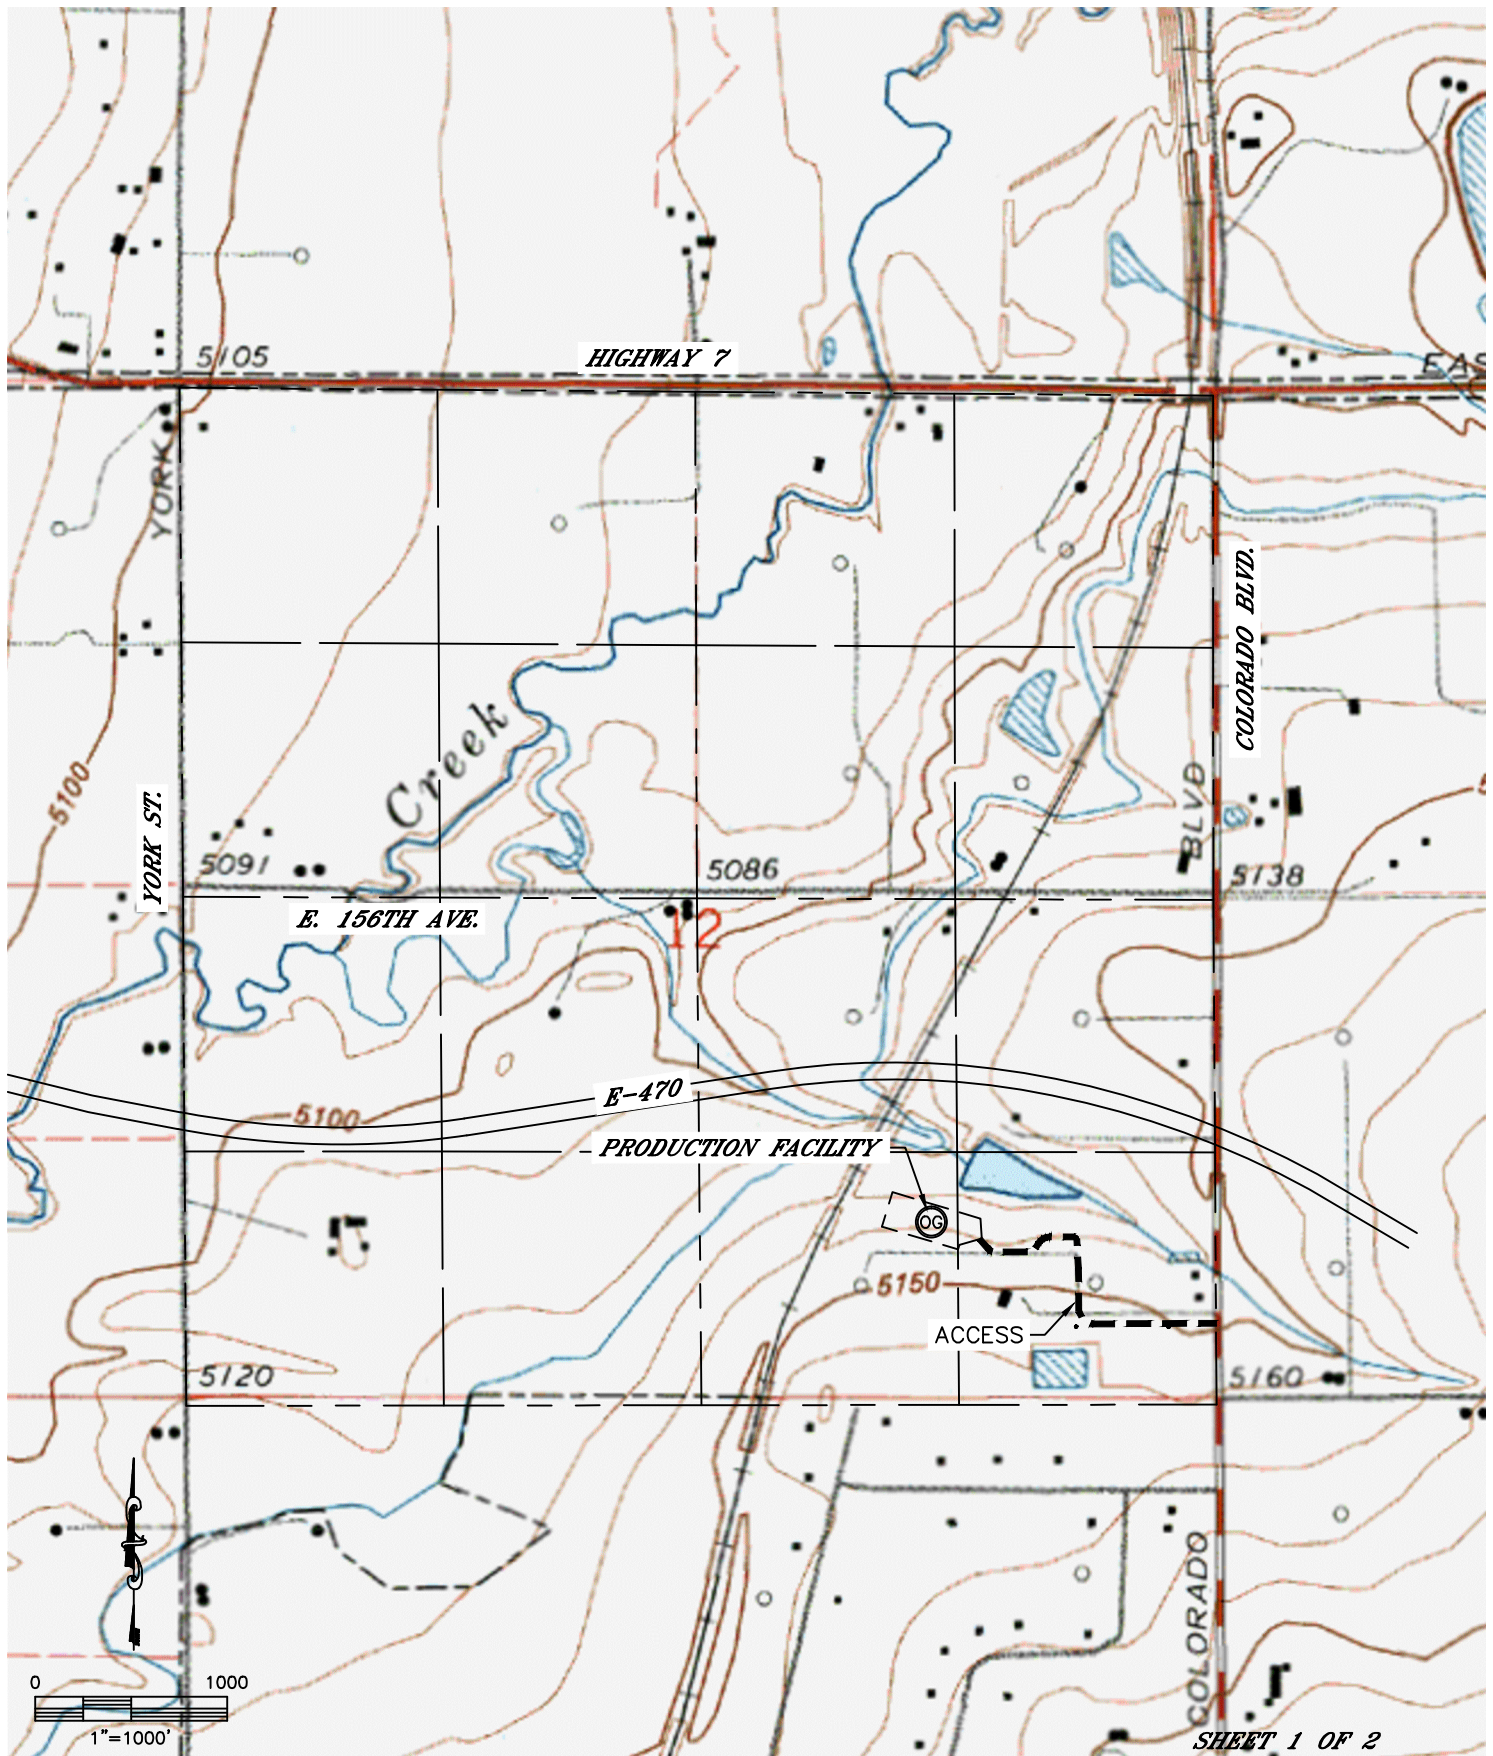 HIGHWAY 7
5105
EAS
YORK
COLORADO BLVD.
Creek
5100
YORK ST.
BLVD
5091
5086
5138
E. 156TH AVE.
12
E-470
5100
PRODUCTION FACILITY
OG
5150
ACCESS
5120
5160
COLORADO
0 1000
1"=1000'
SHEET 1 OF 2